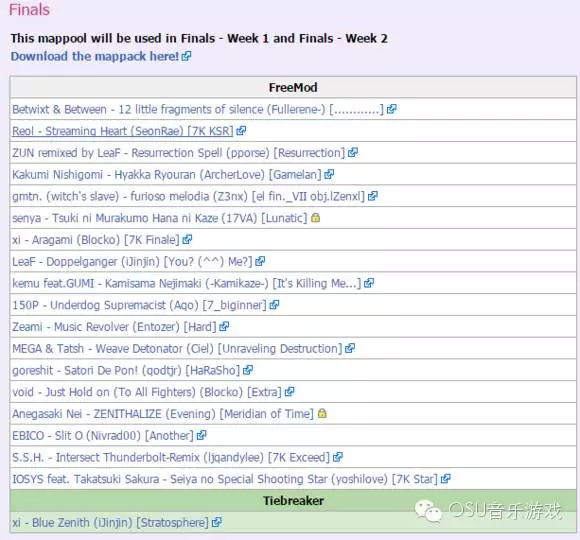 Finals
This mappool will be used in Finals - Week 1 and Finals - Week 2
Download the mappack here!
FreeMod
Betwixt & Between - 12 little fragments of silence (Fullerene-) [............]
Reol - Streaming Heart (SeonRae) [7K KSR]
ZUN remixed by LeaF - Resurrection Spell (pporse) [Resurrection]
Kakumi Nishigomi - Hyakka Ryouran (ArcherLove) [Gamelan]
gmtn. (witch's slave) - furioso melodia (Z3nx) [el fin._VII obj.lZenxl]
senya - Tsuki ni Murakumo Hana ni Kaze (17VA) [Lunatic]
xi - Aragami (Blocko) [7K Finale]
LeaF - Doppelganger (iJinjin) [You? (^^) Me?]
kemu feat.GUMI - Kamisama Nejimaki (-Kamikaze-) [It's Killing Me...]
150P - Underdog Supremacist (Aqo) [7_biginner]
Zeami - Music Revolver (Entozer) [Hard]
MEGA & Tatsh - Weave Detonator (Ciel) [Unraveling Destruction]
goreshit - Satori De Pon! (qodtjr) [HaRaSho]
void - Just Hold on (To All Fighters) (Blocko) [Extra]
Anegasaki Nei - ZENITHALIZE (Evening) [Meridian of Time]
EBICO - Slit O (Nivrad00) [Another]
S.S.H. - Intersect Thunderbolt-Remix (ljqandylee) [7K Exceed]
IOSYS feat. Takatsuki Sakura - Seiya no Special Shooting Star (yoshilove) [7K Star]
Tiebreaker
xi - Blue Zenith (iJinjin) [Stratosphere]
OSU音乐游戏